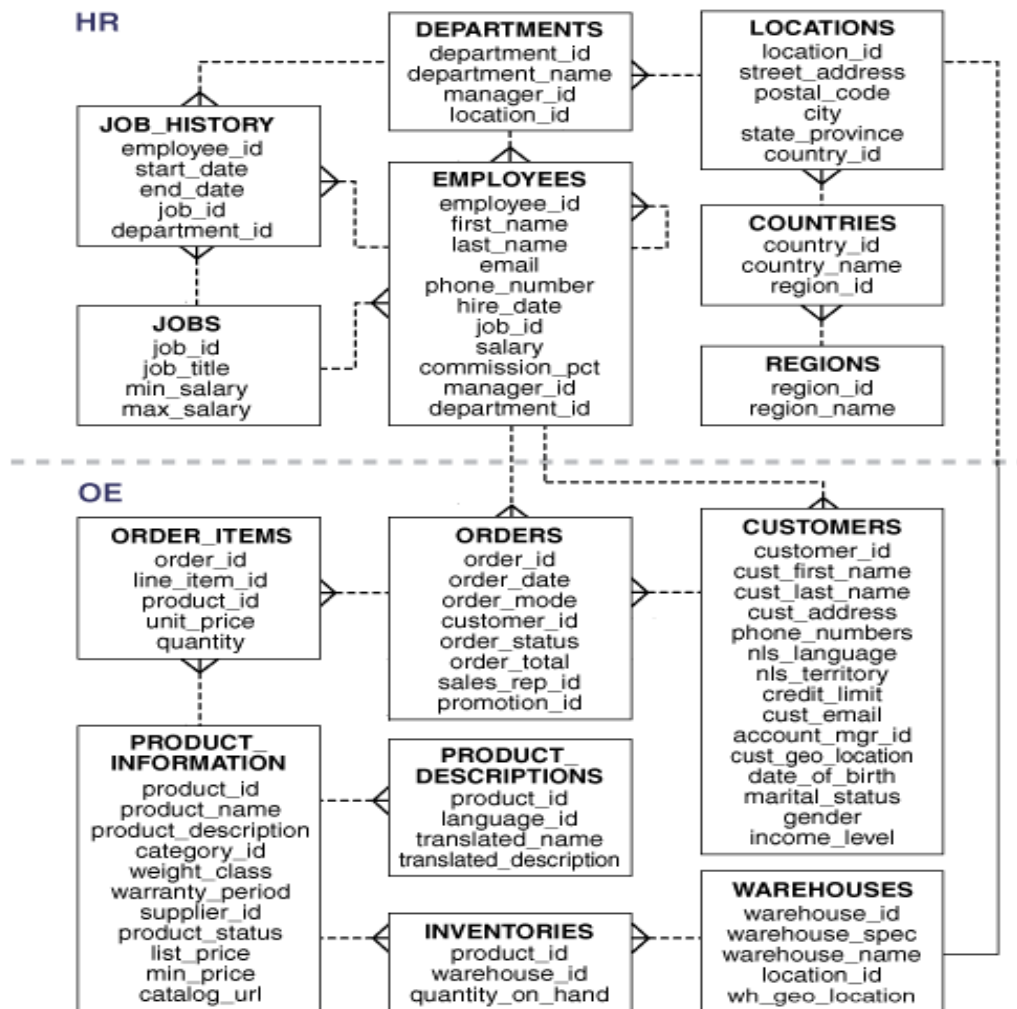 HR
DEPARTMENTS
department_id
department_name
manager_id
location_id
LOCATIONS
location_id
street_address
postal_code
city
state_province
country_id
JOB_HISTORY
employee_id
start_date
end_date
job_id
department_id
EMPLOYEES
employee_id
first_name
last_name
email
phone_number
hire_date
job_id
salary
commission_pct
manager_id
department_id
COUNTRIES
country_id
country_name
region_id
JOBS
job_id
job_title
min_salary
max_salary
REGIONS
region_id
region_name
OE
ORDER_ITEMS
order_id
line_item_id
product_id
unit_price
quantity
ORDERS
order_id
order_date
order_mode
customer_id
order_status
order_total
sales_rep_id
promotion_id
CUSTOMERS
customer_id
cust_first_name
cust_last_name
cust_address
phone_numbers
nls_language
nls_territory
credit_limit
cust_email
account_mgr_id
cust_geo_location
date_of_birth
marital_status
gender
income_level
PRODUCT_
INFORMATION
product_id
product_name
product_description
category_id
weight_class
warranty_period
supplier_id
product_status
list_price
min_price
catalog_url
PRODUCT_
DESCRIPTIONS
product_id
language_id
translated_name
translated_description
INVENTORIES
product_id
warehouse_id
quantity_on_hand
WAREHOUSES
warehouse_id
warehouse_spec
warehouse_name
location_id
wh_geo_location